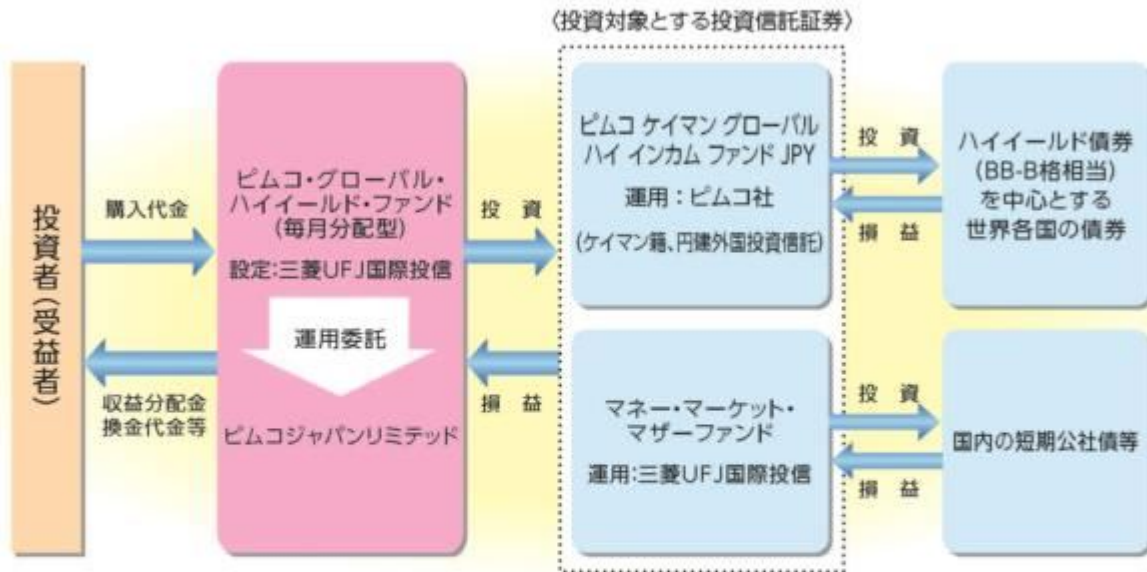 〈投資対象とする投資信託証券〉
投資者(受益者)
購入代金
収益分配金
換金代金等
ピムコ・グローバル・
ハイイールド・ファンド
(毎月分配型)
設定:三菱UFJ国際投信
運用委託
ピムコジャパンリミテッド
投 資
損 益
ピムコ ケイマン グローバル
ハイ インカム ファンド JPY
運用:ピムコ社
(ケイマン籍、円建外国投資信託)
投 資
損 益
ハイイールド債券
(BB-B格相当)
を中心とする
世界各国の債券
マネー・マーケット・
マザーファンド
運用:三菱UFJ国際投信
投 資
損 益
国内の短期公社債等